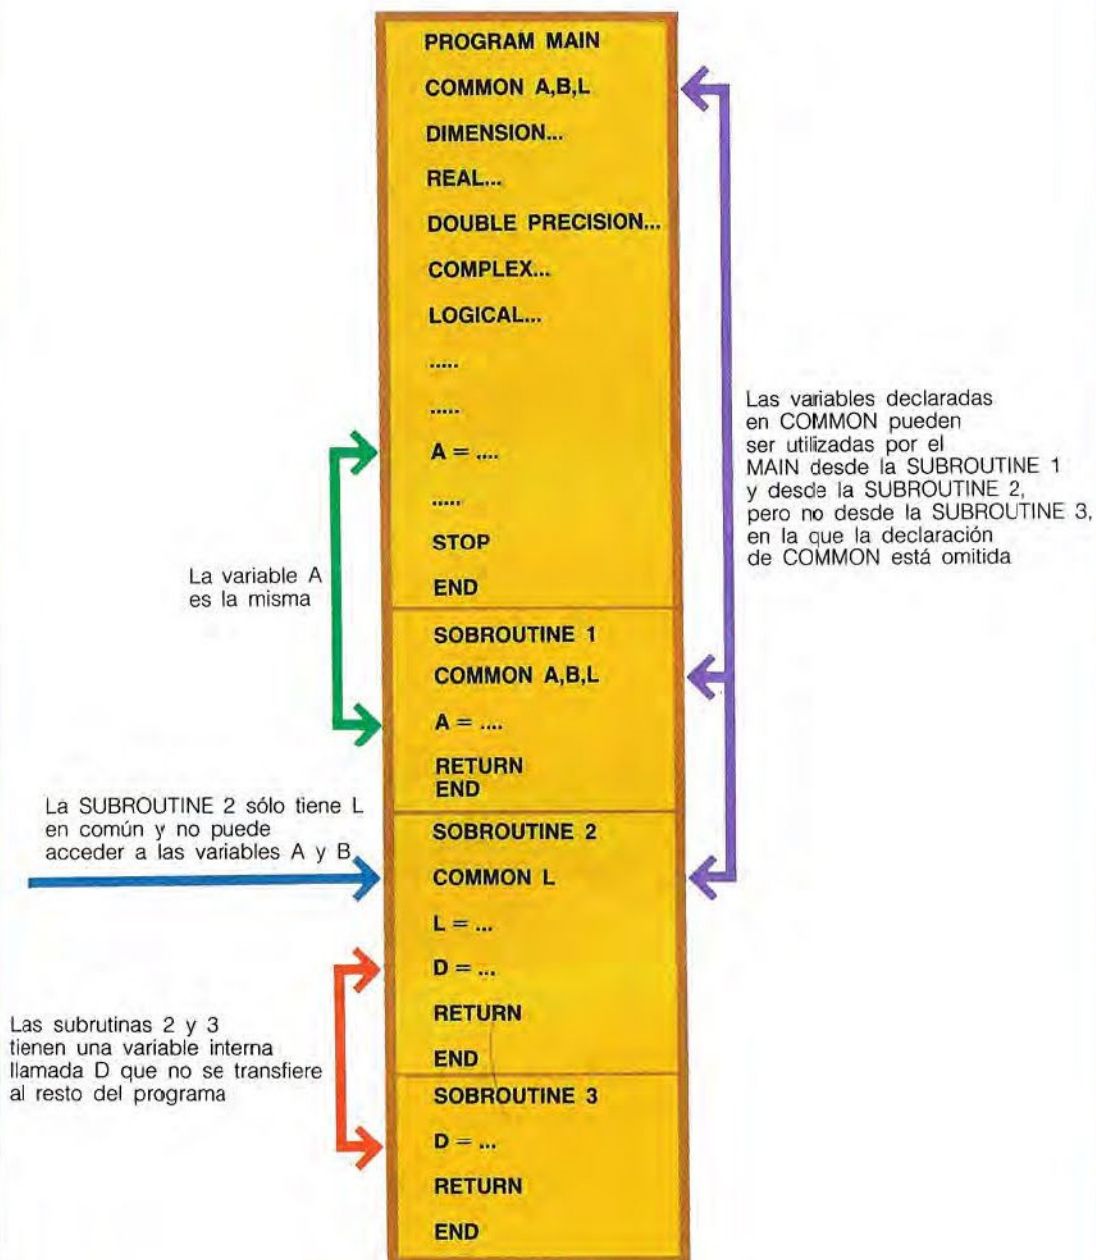 PROGRAM MAIN
COMMON A,B,L
DIMENSION...
REAL...
DOUBLE PRECISION...
COMPLEX...
LOGICAL...
.....
.....
A = ....
.....
STOP
END
SOBROUTINE 1
COMMON A,B,L
A = ....
RETURN
END
SOBROUTINE 2
COMMON L
L = ...
D = ...
RETURN
END
SOBROUTINE 3
D = ...
RETURN
END
Las variables declaradas
en COMMON pueden
ser utilizadas por el
MAIN desde la SUBROUTINE 1
y desde la SUBROUTINE 2,
pero no desde la SUBROUTINE 3,
en la que la declaración
de COMMON está omitida
La variable A
es la misma
La SUBROUTINE 2 sólo tiene L
en común y no puede
acceder a las variables A y B
Las subrutinas 2 y 3
tienen una variable interna
llamada D que no se transfiere
al resto del programa